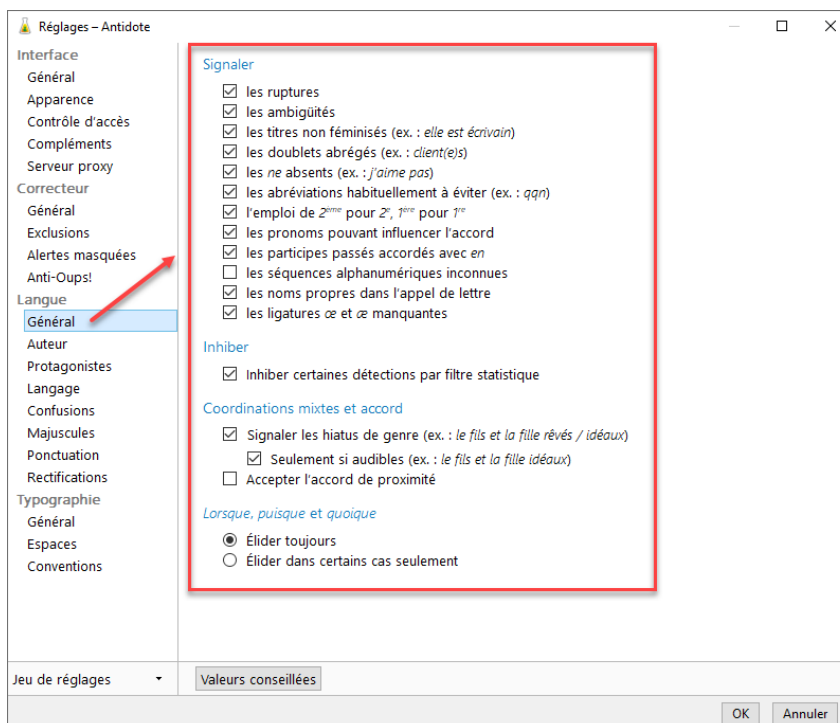 Réglages – Antidote
Interface
Général
Apparence
Contrôle d'accès
Compléments
Serveur proxy
Correcteur
Général
Exclusions
Alertes masquées
Anti-Oups!
Langue
Général
Auteur
Protagonistes
Langage
Confusions
Majuscules
Ponctuation
Rectifications
Typographie
Général
Espaces
Conventions
Signaler
les ruptures
les ambigüités
les titres non féminisés (ex. : elle est écrivain)
les doublets abrégés (ex. : client(e)s)
les ne absents (ex. : j'aime pas)
les abréviations habituellement à éviter (ex. : qqn)
l'emploi de 2ème pour 2e, 1ère pour 1re
les pronoms pouvant influencer l'accord
les participes passés accordés avec en
les séquences alphanumériques inconnues
les noms propres dans l'appel de lettre
les ligatures œ et æ manquantes
Inhiber
Inhiber certaines détections par filtre statistique
Coordinations mixtes et accord
Signaler les hiatus de genre (ex. : le fils et la fille rêvés / idéaux)
Seulement si audibles (ex. : le fils et la fille idéaux)
Accepter l'accord de proximité
Lorsque, puisque et quoique
Élider toujours
Élider dans certains cas seulement
Jeu de réglages
Valeurs conseillées
OK
Annuler